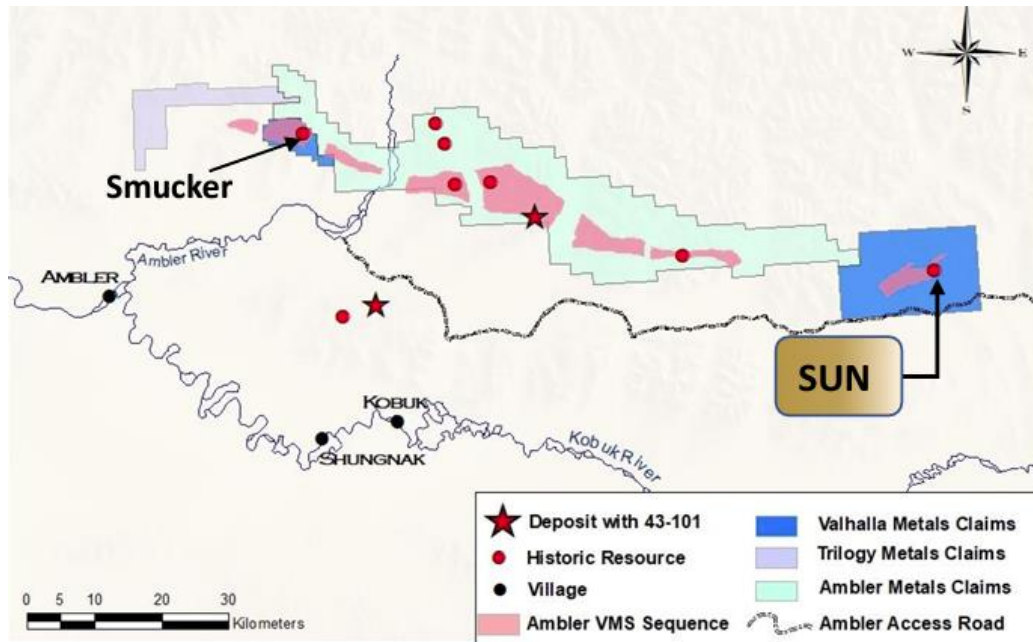 N
W
E
S
Smucker
Ambler River
AMBLER
SUN
KOBUK
SHUNGNAK
Kobuk River
Deposit with 43-101
Historic Resource
Village
Ambler VMS Sequence
Valhalla Metals Claims
Trilogy Metals Claims
Ambler Metals Claims
Ambler Access Road
0 5 10 20 30
Kilometers